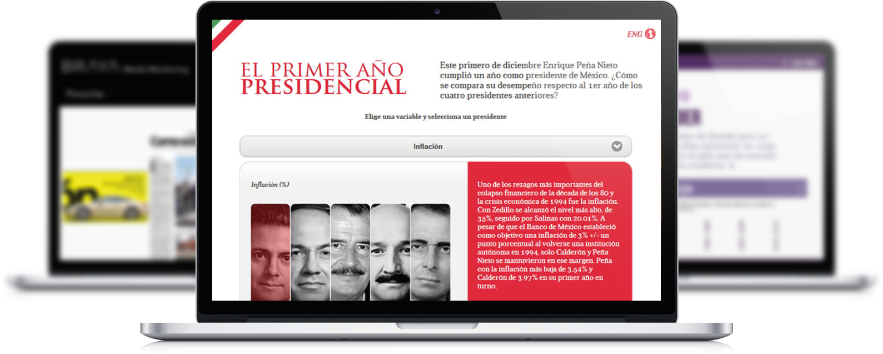 ENG
EL PRIMER AÑO
PRESIDENCIAL
Este primero de diciembre Enrique Peña Nieto
cumplió un año como presidente de México. ¿Cómo
se compara su desempeño respecto al 1er año de los
cuatro presidentes anteriores?
Elige una variable y selecciona un presidente
Inflación
Inflación (%)
Uno de los rezagos más importantes del
colapso financiero de la década de los 80 y
la crisis económica de 1994 fue la inflación.
Con Zedillo se alcanzó el nivel más alto, de
35%, seguido por Salinas con 20.01%. A
pesar de que el Banco de México estableció
como objetivo una inflación de 3% +/- un
punto porcentual al volverse una institución
autónoma en 1994, solo Calderón y Peña
Nieto se mantuvieron en ese margen. Peña
con la inflación más baja de 3.54% y
Calderón de 3.97% en su primer año en
turno.